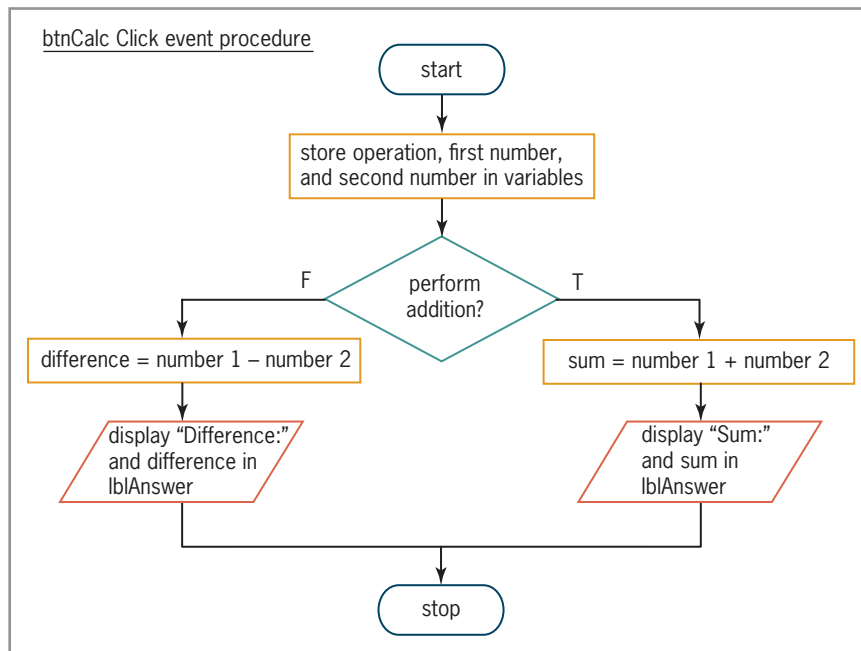 btnCalc Click event procedure
start
store operation, first number,
and second number in variables
perform
addition?
F
T
difference = number 1 – number 2
sum = number 1 + number 2
display “Difference:”
and difference in
lblAnswer
display “Sum:”
and sum in
lblAnswer
stop